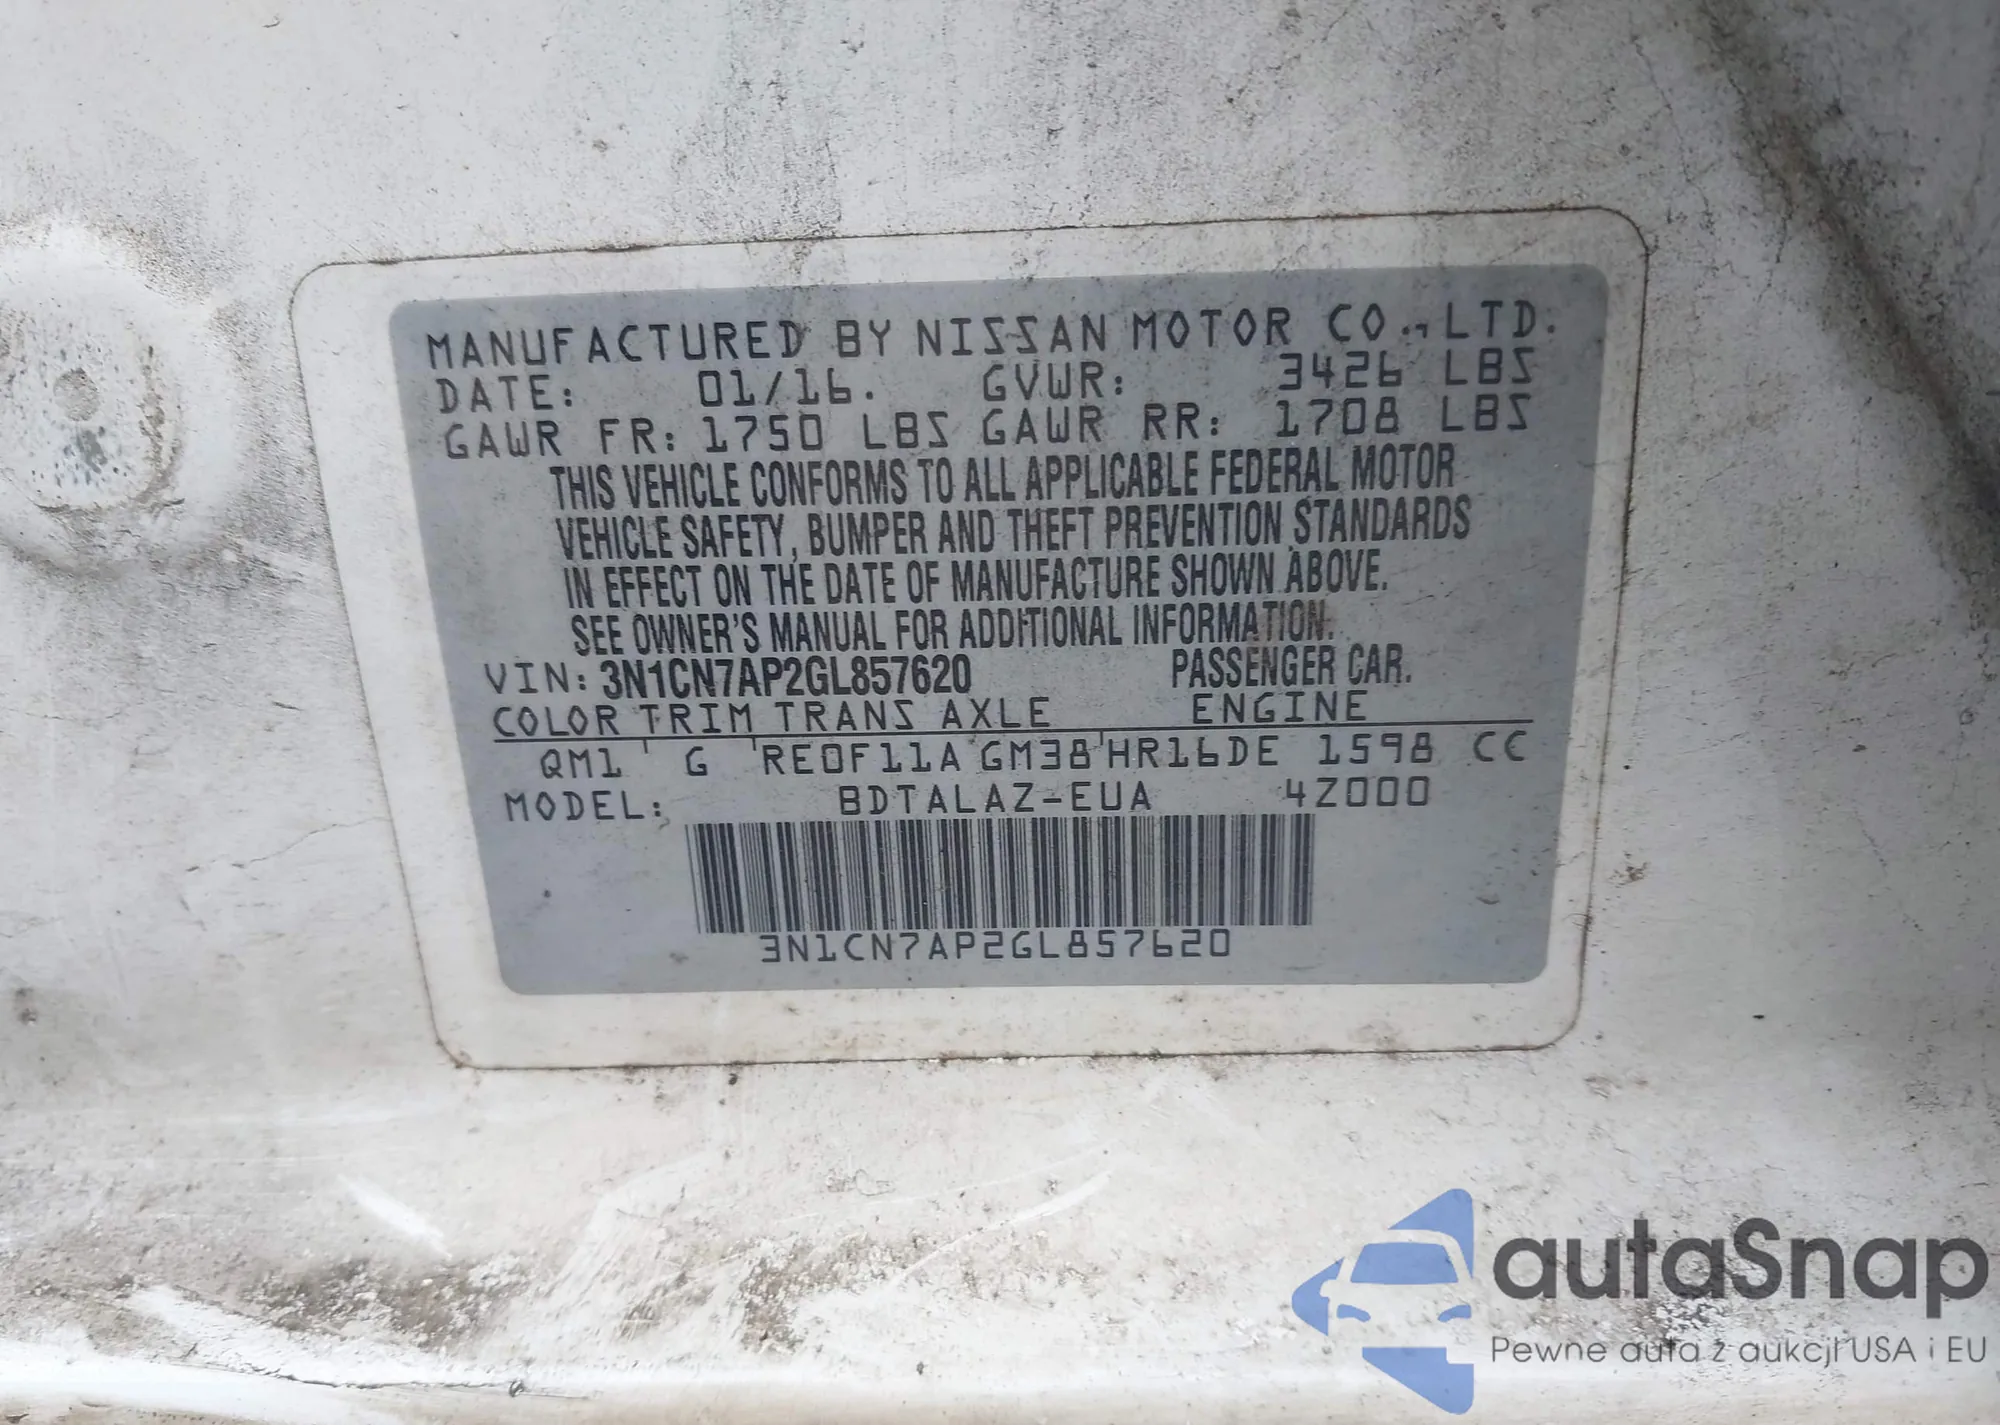 MANUFACTURED BY NISSAN MOTOR CO., LTD.
DATE: 01/16. GVWR: 3426 LBS
GAWR FR: 1750 LBS GAWR RR: 1708 LBS
THIS VEHICLE CONFORMS TO ALL APPLICABLE FEDERAL MOTOR
VEHICLE SAFETY, BUMPER AND THEFT PREVENTION STANDARDS
IN EFFECT ON THE DATE OF MANUFACTURE SHOWN ABOVE.
SEE OWNER'S MANUAL FOR ADDITIONAL INFORMATION.
VIN: 3N1CN7AP2GL857620 PASSENGER CAR.
COLOR TRIM TRANS AXLE ENGINE
QM1 G RE0F11A GM38 HR16DE 1598 CC
MODEL: BDTALAZ-EUA 4Z000
3N1CN7AP2GL857620
autaSnap
Pewne auta z aukcji USA i EU